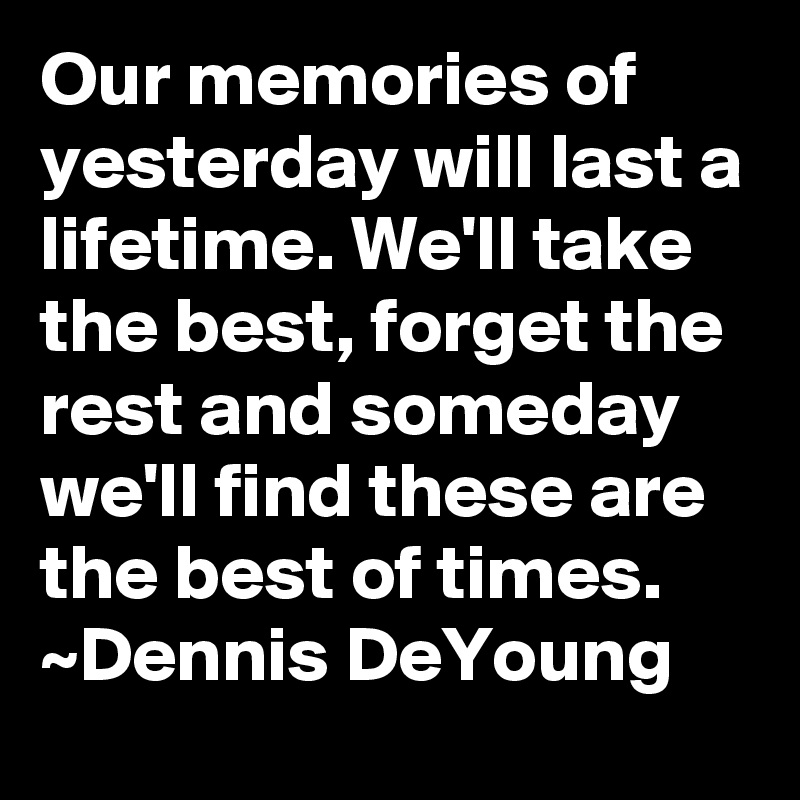 Our memories of
yesterday will last a
lifetime. We'll take
the best, forget the
rest and someday
we'll find these are
the best of times.
~Dennis DeYoung